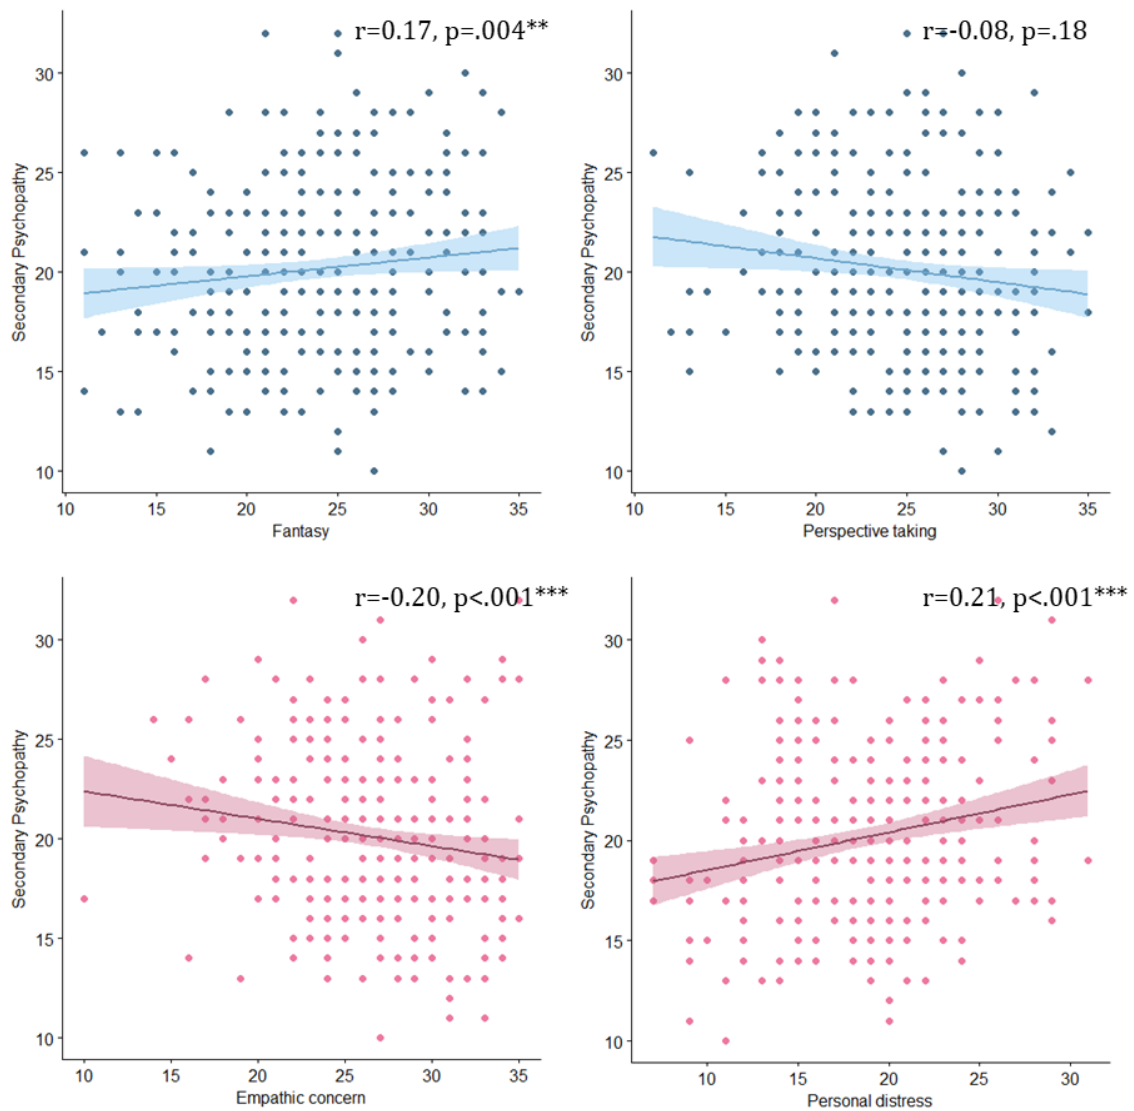 r=0.17, p=.004**
Secondary Psychopathy
30
25
20
15
10
10 15 20 25 30 35
Fantasy
r=-0.08, p=.18
Secondary Psychopathy
30
25
20
15
10
10 15 20 25 30 35
Perspective taking
r=-0.20, p<.001***
Secondary Psychopathy
30
25
20
15
10
10 15 20 25 30 35
Empathic concern
r=0.21, p<.001***
Secondary Psychopathy
30
25
20
15
10
10 15 20 25 30
Personal distress